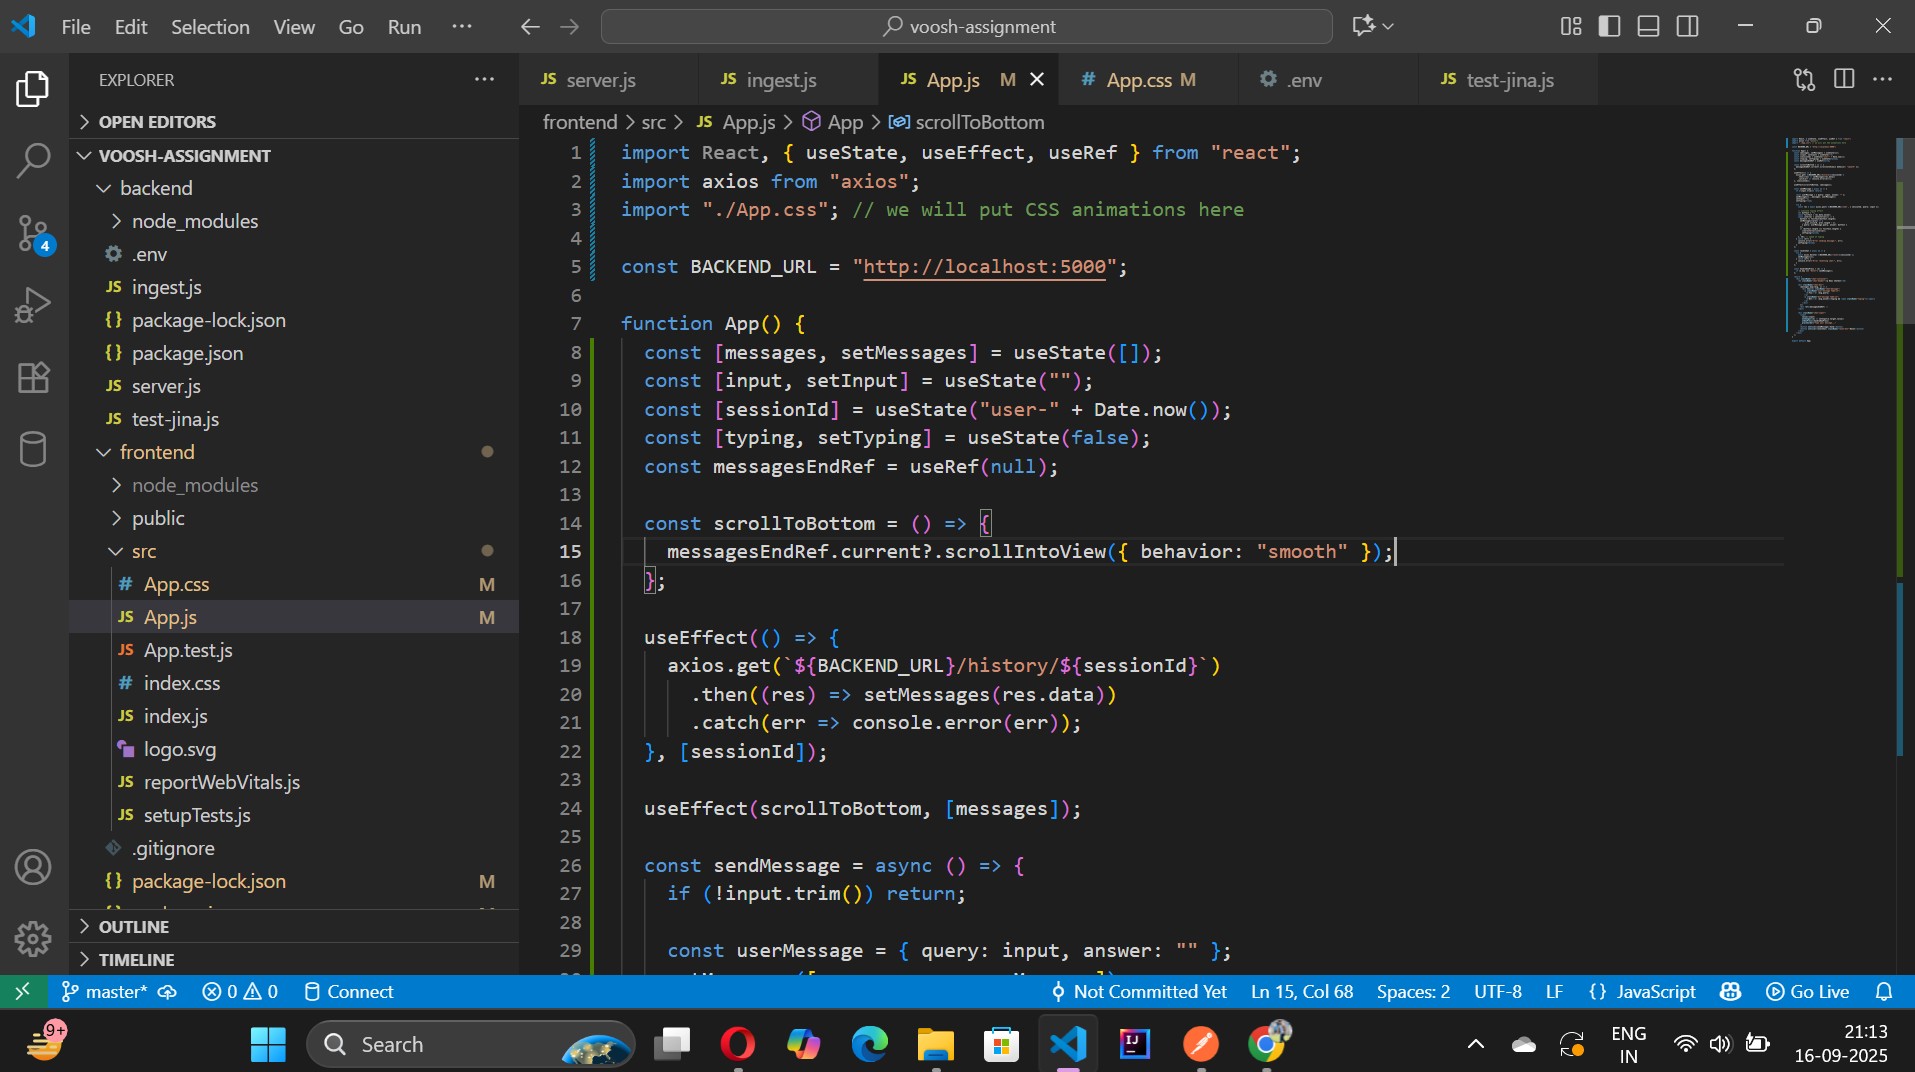 File Edit Selection View Go Run ···
voosh-assignment
EXPLORER
OPEN EDITORS
VOOSH-ASSIGNMENT
backend
node_modules
.env
JS ingest.js
{} package-lock.json
{} package.json
JS server.js
JS test-jina.js
frontend
node_modules
public
src
# App.css M
JS App.js M
JS App.test.js
# index.css
JS index.js
logo.svg
JS reportWebVitals.js
JS setupTests.js
.gitignore
{} package-lock.json M
OUTLINE
TIMELINE
4
JS server.js JS ingest.js JS App.js M # App.css M .env JS test-jina.js
frontend > src > JS App.js > App > scrollToBottom
1 import React, { useState, useEffect, useRef } from "react";
2 import axios from "axios";
3 import "./App.css"; // we will put CSS animations here
4
5 const BACKEND_URL = "http://localhost:5000";
6
7 function App() {
8 const [messages, setMessages] = useState([]);
9 const [input, setInput] = useState("");
10 const [sessionId] = useState("user-" + Date.now());
11 const [typing, setTyping] = useState(false);
12 const messagesEndRef = useRef(null);
13
14 const scrollToBottom = () => {
15 messagesEndRef.current?.scrollIntoView({ behavior: "smooth" });
16 };
17
18 useEffect(() => {
19 axios.get(`${BACKEND_URL}/history/${sessionId}`)
20 .then((res) => setMessages(res.data))
21 .catch(err => console.error(err));
22 }, [sessionId]);
23
24 useEffect(scrollToBottom, [messages]);
25
26 const sendMessage = async () => {
27 if (!input.trim()) return;
28
29 const userMessage = { query: input, answer: "" };
master* 0 0 Connect Not Committed Yet Ln 15, Col 68 Spaces: 2 UTF-8 LF {} JavaScript Go Live
9+ Search ENG 21:13
IN 16-09-2025